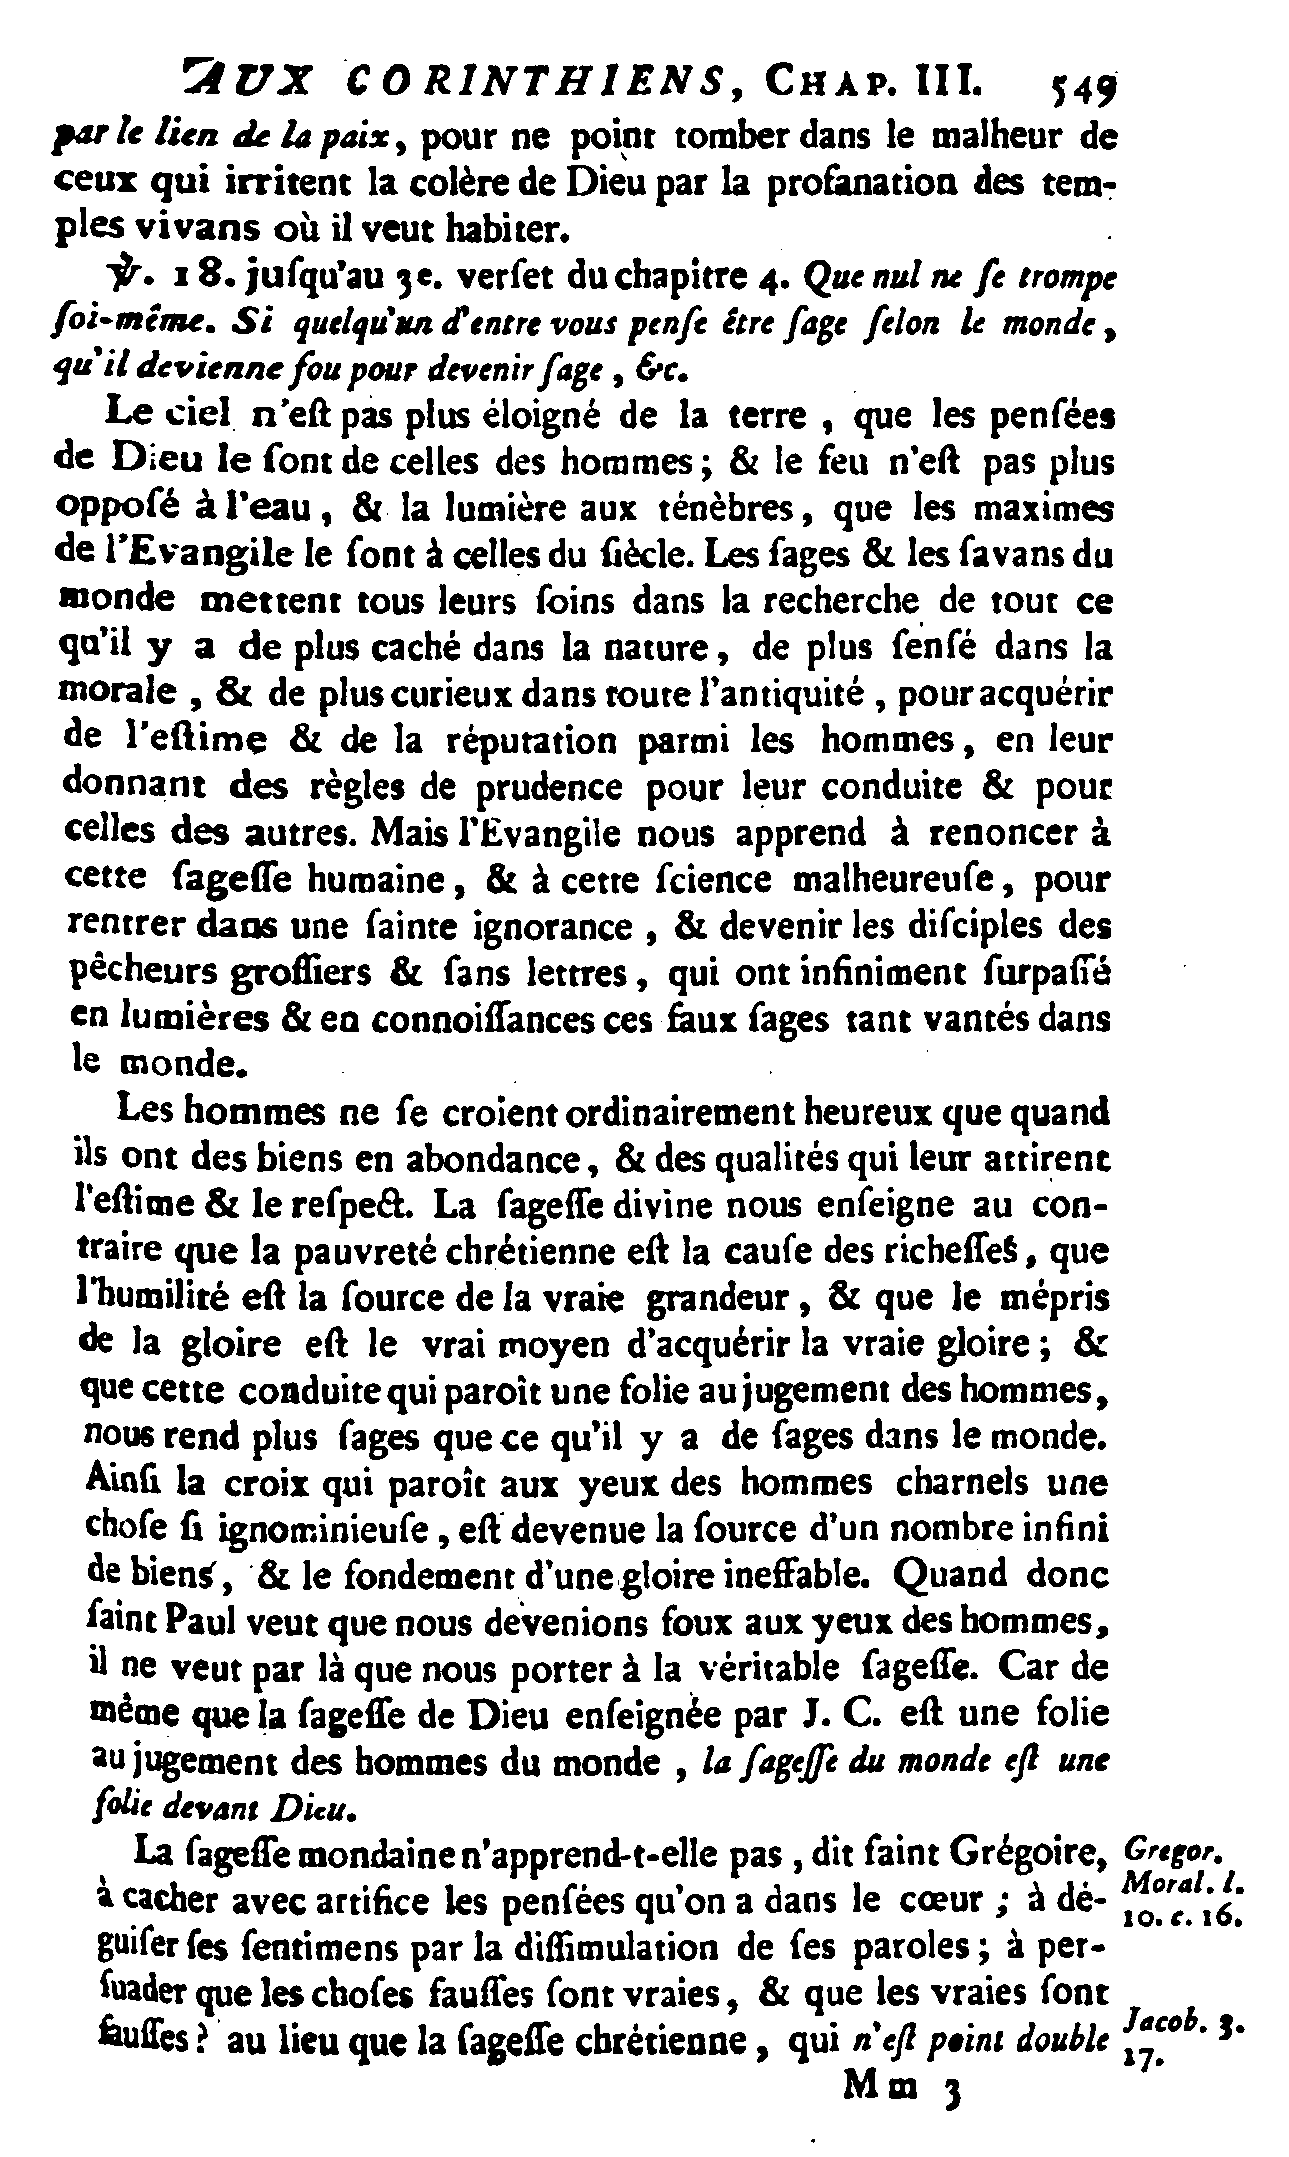 AUX CORINTHIENS, CHAP. III. 549
par le lien de la paix, pour ne point tomber dans le malheur de
ceux qui irritent la colère de Dieu par la profanation des tem-
ples vivans où il veut habiter.
℣. 18. juſqu'au 3e. verſet du chapitre 4. Que nul ne ſe trompe
ſoi-même. Si quelqu'un d'entre vous penſe être ſage ſelon le monde,
qu'il devienne fou pour devenir ſage, &c.
Le ciel n'eſt pas plus éloigné de la terre, que les penſées
de Dieu le ſont de celles des hommes; & le feu n'eſt pas plus
oppoſé à l'eau, & la lumière aux ténèbres, que les maximes
de l'Evangile le ſont à celles du ſiècle. Les ſages & les ſavans du
monde mettent tous leurs ſoins dans la recherche de tout ce
qu'il y a de plus caché dans la nature, de plus ſenſé dans la
morale, & de plus curieux dans toute l'antiquité, pour acquérir
de l'eſtime & de la réputation parmi les hommes, en leur
donnant des règles de prudence pour leur conduite & pour
celles des autres. Mais l'Evangile nous apprend à renoncer à
cette ſageſſe humaine, & à cette ſcience malheureuſe, pour
rentrer dans une ſainte ignorance, & devenir les diſciples des
pêcheurs groſſiers & ſans lettres, qui ont infiniment ſurpaſſé
en lumières & en connoiſſances ces faux ſages tant vantés dans
le monde.
Les hommes ne ſe croient ordinairement heureux que quand
ils ont des biens en abondance, & des qualités qui leur attirent
l'eſtime & le reſpect. La ſageſſe divine nous enſeigne au con-
traire que la pauvreté chrétienne eſt la cauſe des richeſſes, que
l'humilité eſt la ſource de la vraie grandeur, & que le mépris
de la gloire eſt le vrai moyen d'acquérir la vraie gloire; &
que cette conduite qui paroît une folie au jugement des hommes,
nous rend plus ſages que ce qu'il y a de ſages dans le monde.
Ainſi la croix qui paroît aux yeux des hommes charnels une
choſe ſi ignominieuſe, eſt devenue la ſource d'un nombre infini
de biens, & le fondement d'une gloire ineffable. Quand donc
ſaint Paul veut que nous devenions foux aux yeux des hommes,
il ne veut par là que nous porter à la véritable ſageſſe. Car de
même que la ſageſſe de Dieu enſeignée par J. C. eſt une folie
au jugement des hommes du monde, la ſageſſe du monde eſt une
folie devant Dieu.
La ſageſſe mondaine n'apprend-t-elle pas, dit ſaint Grégoire,
à cacher avec artifice les penſées qu'on a dans le cœur; à dé-
guiſer ſes ſentimens par la diſſimulation de ſes paroles; à per-
ſuader que les choſes fauſſes ſont vraies, & que les vraies ſont
fauſſes? au lieu que la ſageſſe chrétienne, qui n'eſt point double
Gregor.
Moral. l.
10. c. 16.
Jacob. 3.
17.
Mm 3